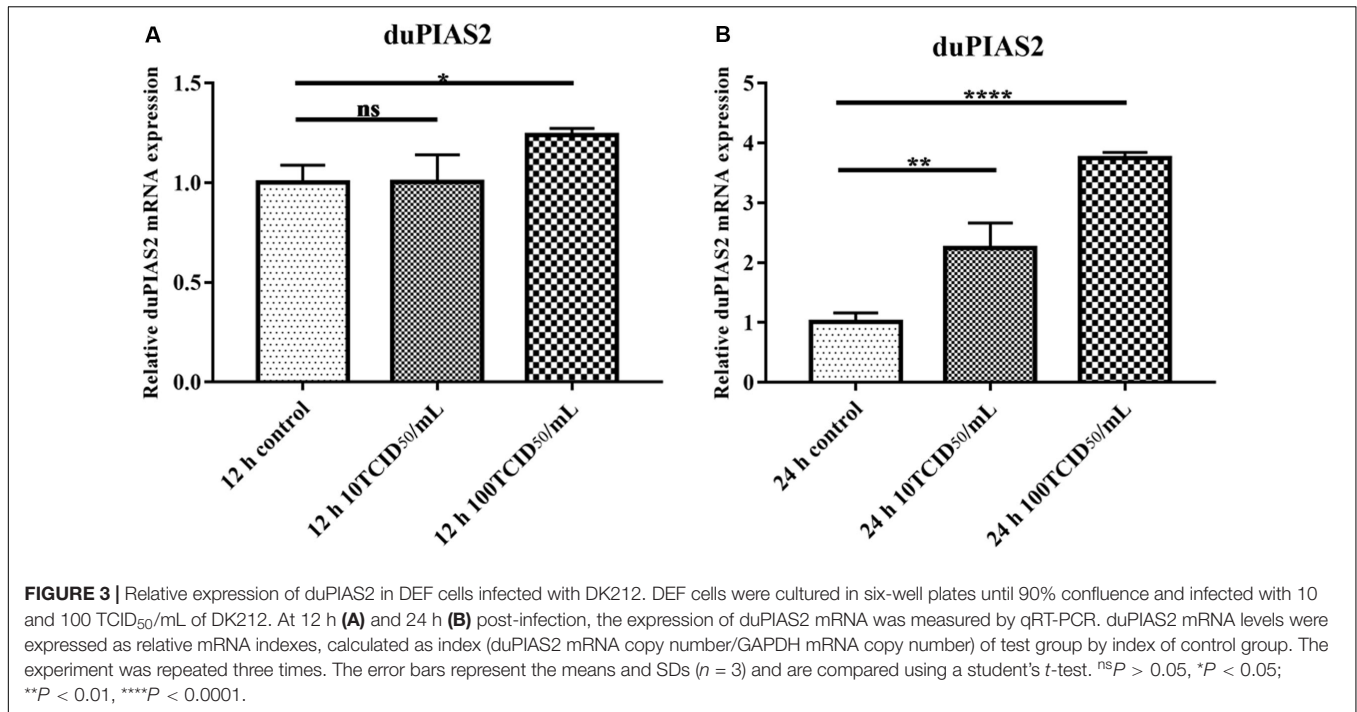 A
duPIAS2
Relative duPIAS2 mRNA expression
1.5
1.0
0.5
0.0
*
ns
12 h control
12 h 10TCID50/mL
12 h 100TCID50/mL
B
duPIAS2
Relative duPIAS2 mRNA expression
5
4
3
2
1
0
****
**
24 h control
24 h 10TCID50/mL
24 h 100TCID50/mL
FIGURE 3 | Relative expression of duPIAS2 in DEF cells infected with DK212. DEF cells were cultured in six-well plates until 90% confluence and infected with 10
and 100 TCID50/mL of DK212. At 12 h (A) and 24 h (B) post-infection, the expression of duPIAS2 mRNA was measured by qRT-PCR. duPIAS2 mRNA levels were
expressed as relative mRNA indexes, calculated as index (duPIAS2 mRNA copy number/GAPDH mRNA copy number) of test group by index of control group. The
experiment was repeated three times. The error bars represent the means and SDs (n = 3) and are compared using a student's t-test. nsP > 0.05, *P < 0.05;
**P < 0.01, ****P < 0.0001.